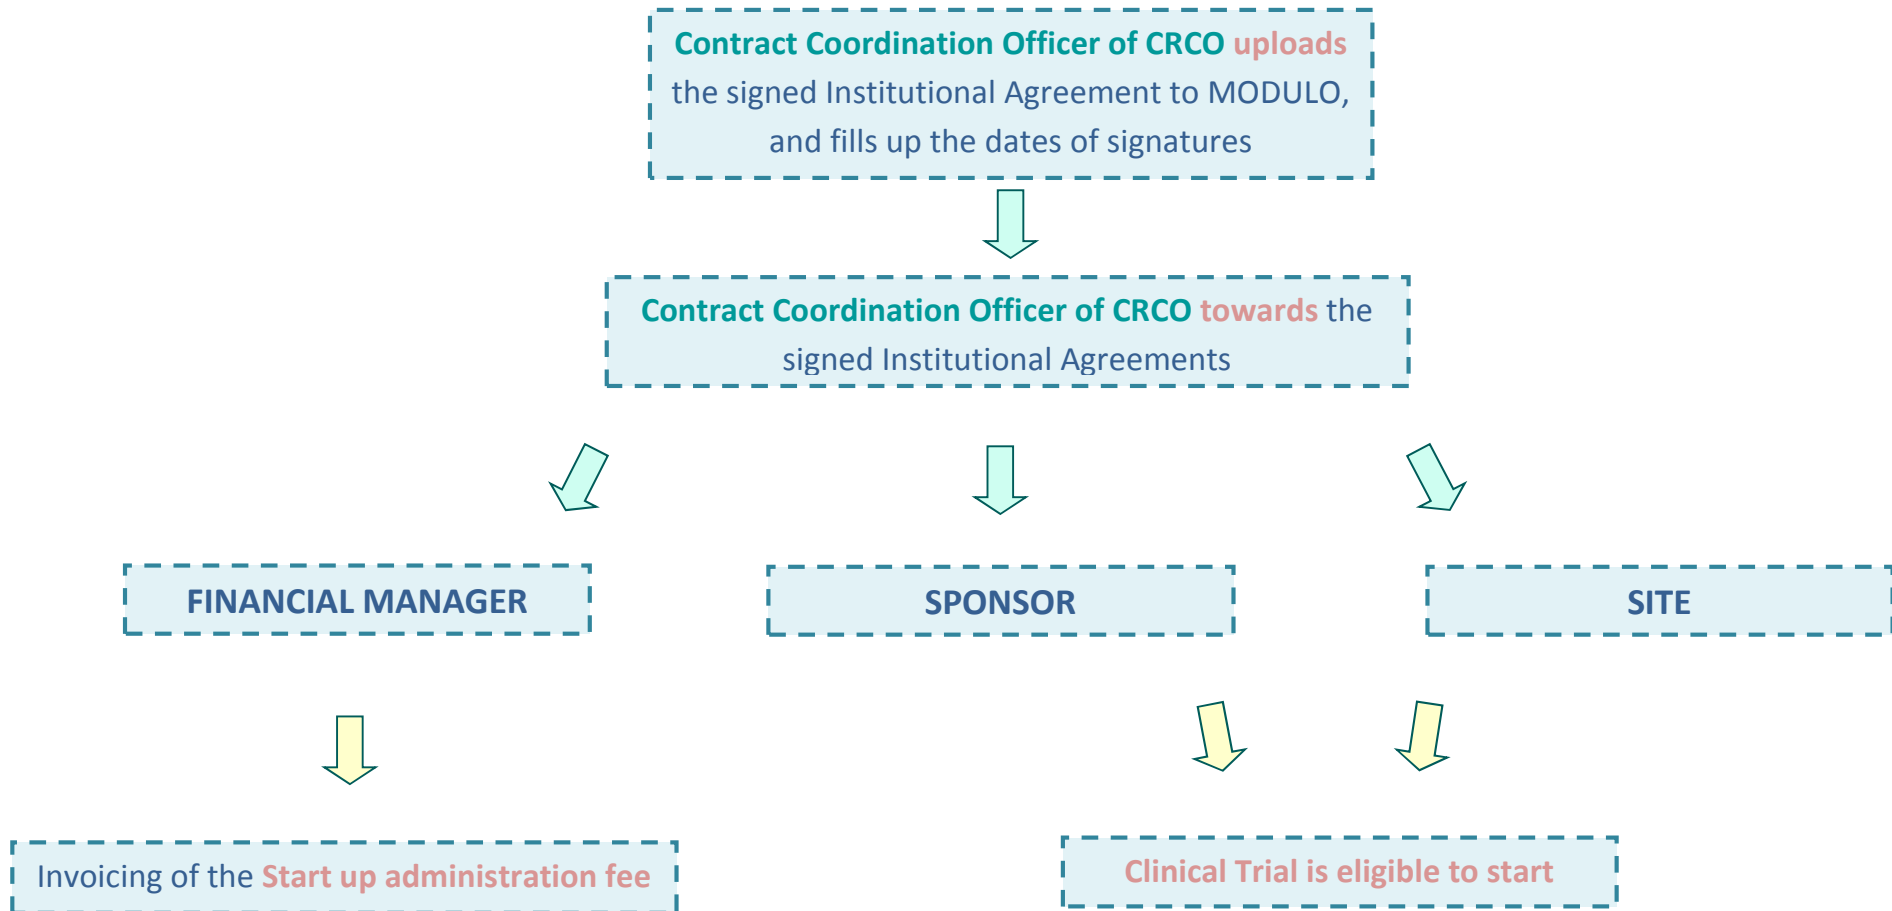 Contract Coordination Officer of CRCO uploads
the signed Institutional Agreement to MODULO,
and fills up the dates of signatures
Contract Coordination Officer of CRCO towards the
signed Institutional Agreements
FINANCIAL MANAGER
SPONSOR
SITE
Invoicing of the Start up administration fee
Clinical Trial is eligible to start